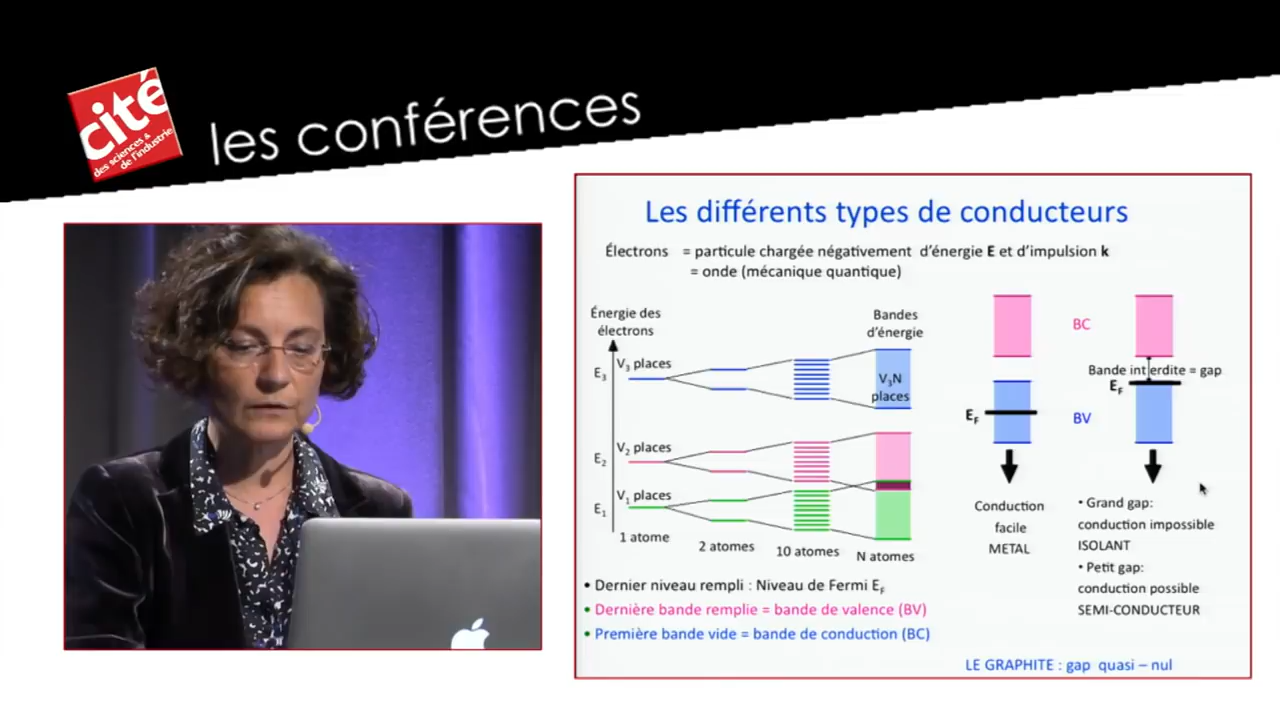 cité
des sciences &
de l'industrie
les conférences
Les différents types de conducteurs
Électrons = particule chargée négativement d'énergie E et d'impulsion k
= onde (mécanique quantique)
Énergie des
électrons
Bandes
d'énergie
V₃ places
E₃
V₃N
places
V₂ places
E₂
V₁ places
E₁
1 atome
2 atomes
10 atomes
N atomes
BC
Bande interdite = gap
E_F
E_F
BV
Conduction
facile
METAL
• Grand gap:
conduction impossible
ISOLANT
• Petit gap:
conduction possible
SEMI-CONDUCTEUR
• Dernier niveau rempli : Niveau de Fermi E_F
• Dernière bande remplie = bande de valence (BV)
• Première bande vide = bande de conduction (BC)
LE GRAPHITE : gap quasi – nul